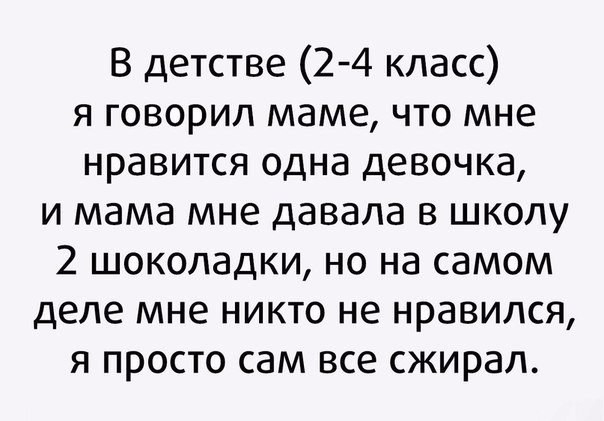 В детстве (2-4 класс)
я говорил маме, что мне
нравится одна девочка,
и мама мне давала в школу
2 шоколадки, но на самом
деле мне никто не нравился,
я просто сам все сжирал.